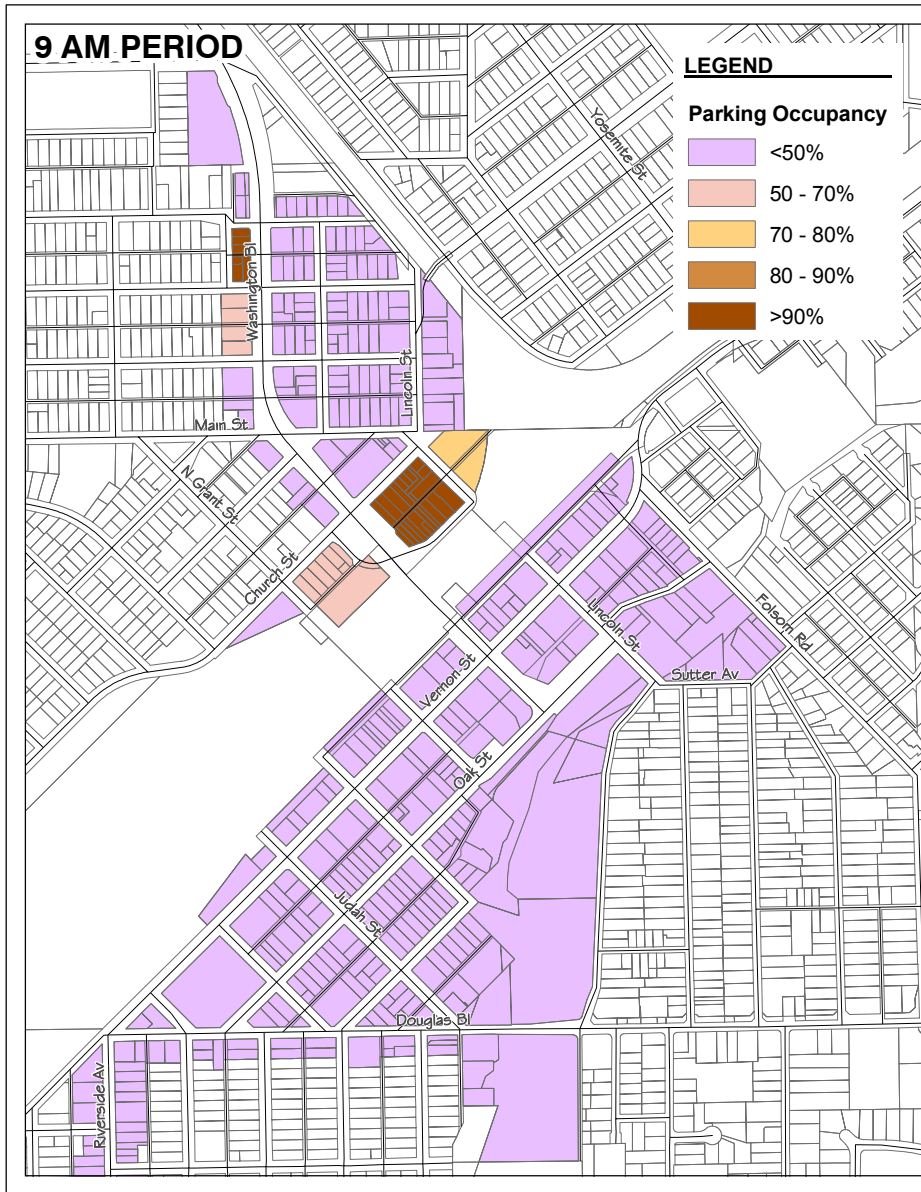 9 AM PERIOD
LEGEND
Parking Occupancy
<50%
50 - 70%
70 - 80%
80 - 90%
>90%
Yosemite St
Washington Bl
Lincoln St
Main St
N Grant St
Church St
Folsom Rd
Lincoln St
Sutter Av
Vernon St
Oak St
Judah St
Douglas Bl
Riverside Av